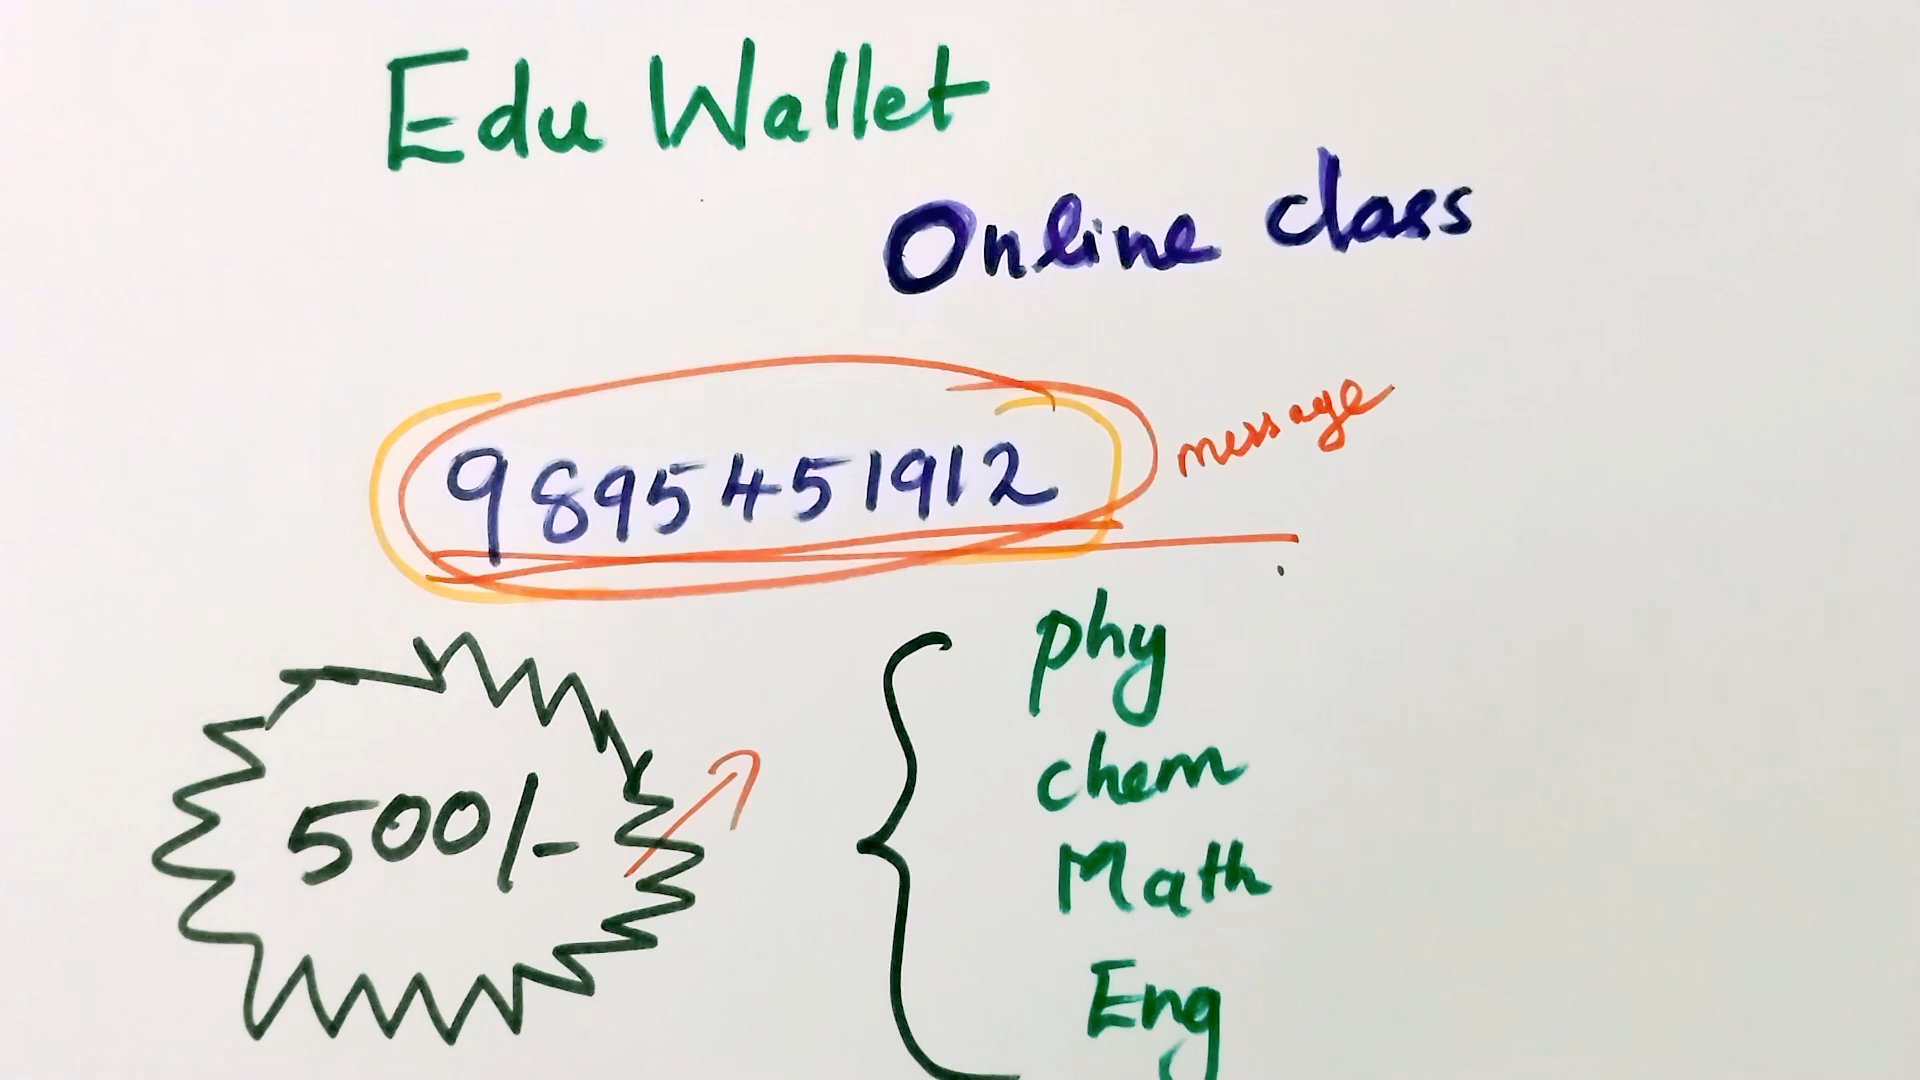 Edu Wallet
Online class
9895451912 message
500/-
phy
chem
Math
Eng